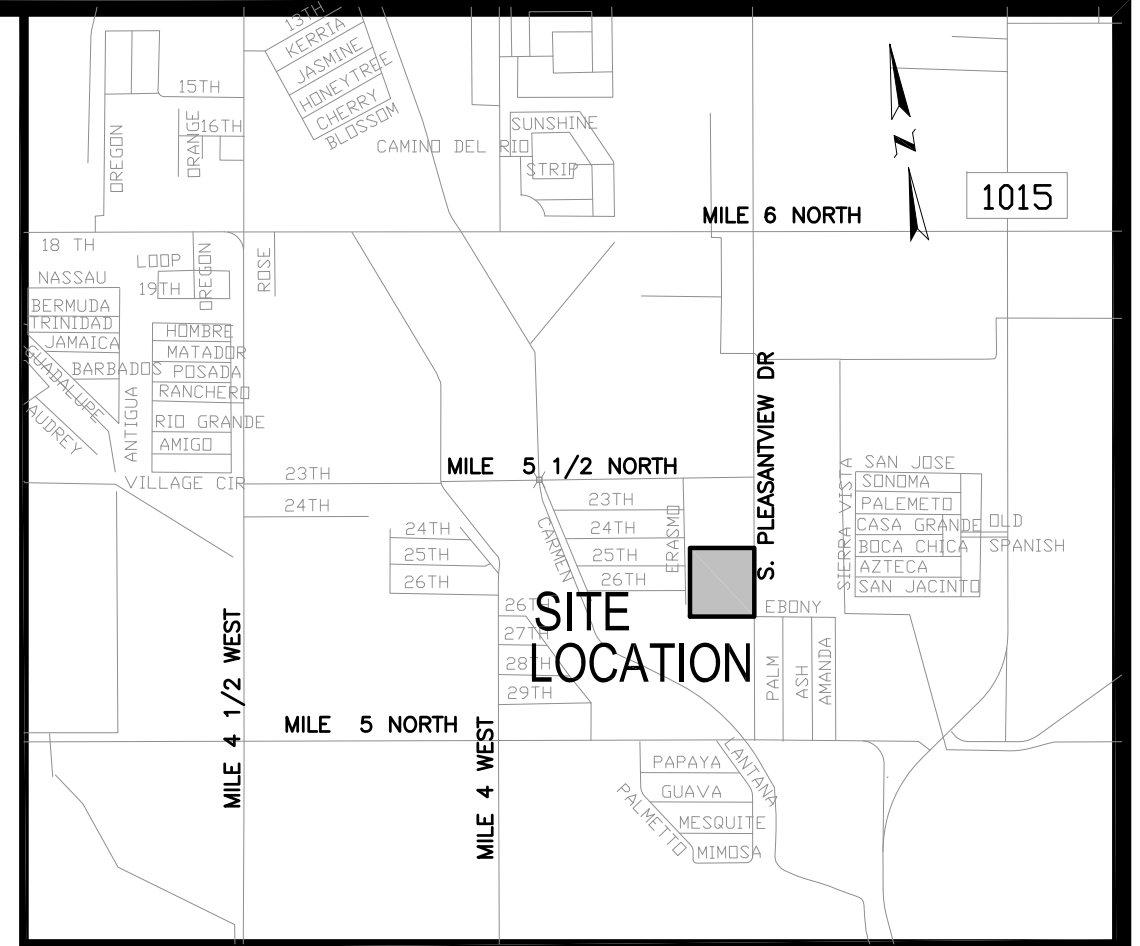 13TH
KERRIA
JASMINE
HONEYTREE
CHERRY
BLOSSOM
15TH
16TH
ORANGE
OREGON
CAMINO DEL RIO
SUNSHINE
STRIP
N
1015
MILE 6 NORTH
18 TH
LOOP
19TH
OREGON
ROSE
NASSAU
BERMUDA
TRINIDAD
JAMAICA
BARBADOS
GUADALUPE
AUDREY
ANTIGUA
HOMBRE
MATADOR
POSADA
RANCHERO
RIO GRANDE
AMIGO
VILLAGE CIR
23TH
24TH
MILE 5 1/2 NORTH
S. PLEASANTVIEW DR
23TH
24TH
25TH
26TH
CARMEN
ERASMO
24TH
25TH
26TH
SIERRA VISTA
SAN JOSE
SONOMA
PALEMETO
CASA GRANDE
BOCA CHICA
AZTECA
SAN JACINTO
OLD
SPANISH
SITE
LOCATION
26TH
27TH
28TH
29TH
EBONY
PALM
ASH
AMANDA
MILE 4 1/2 WEST
MILE 5 NORTH
MILE 4 WEST
PAPAYA
GUAVA
MESQUITE
MIMOSA
PALMETTO
LANTANA